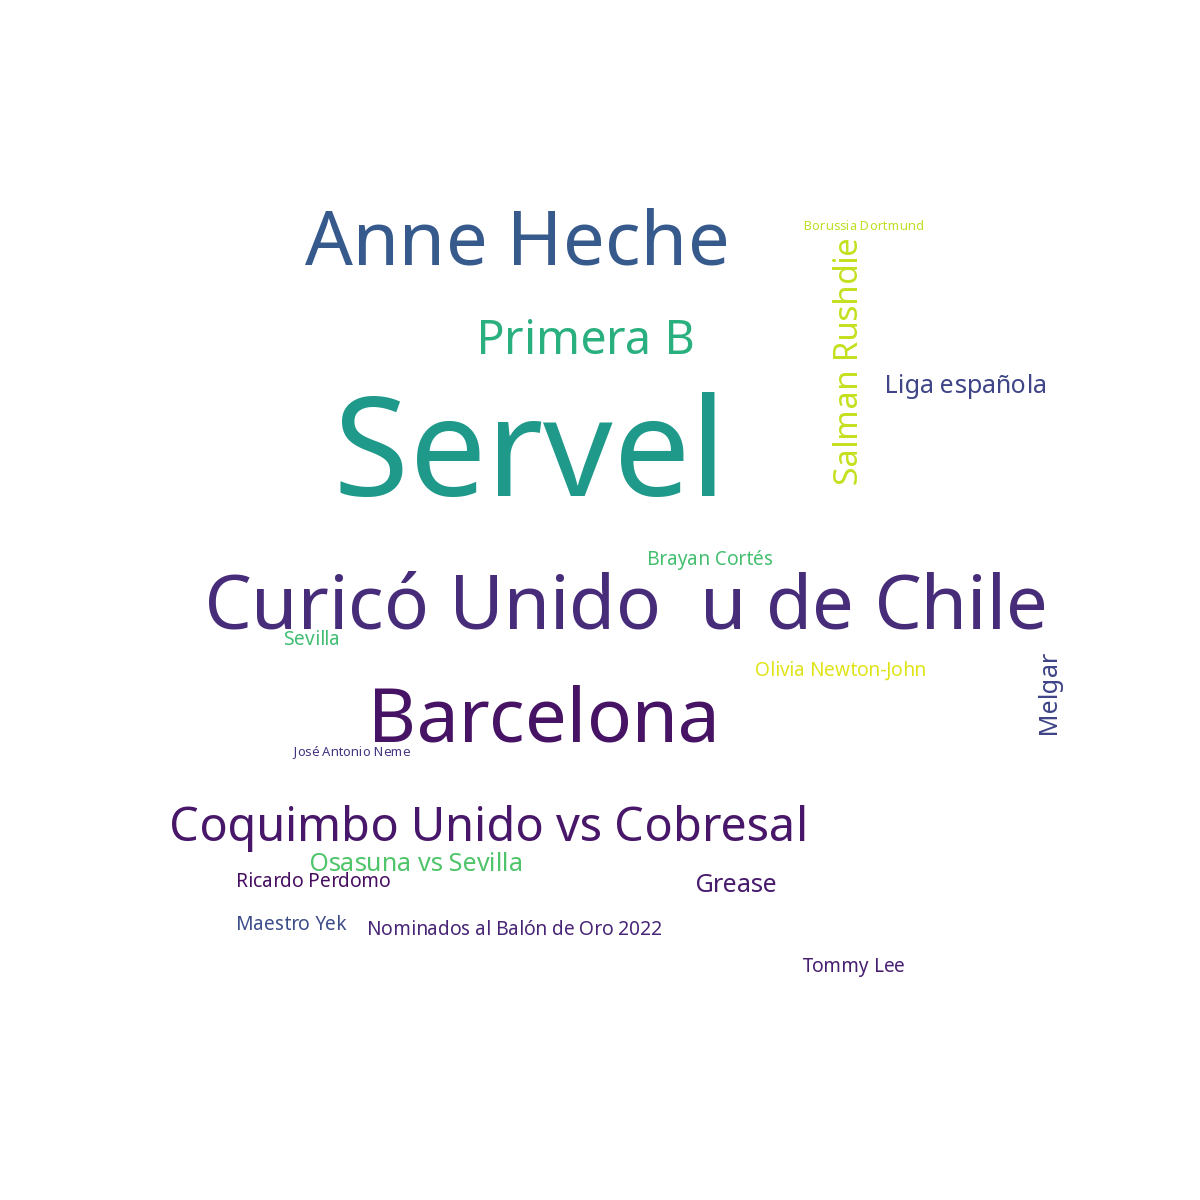 Anne Heche
Borussia Dortmund
Salman Rushdie
Primera B
Liga española
Servel
Brayan Cortés
Curicó Unido  u de Chile
Sevilla
Olivia Newton-John
Melgar
Barcelona
José Antonio Neme
Coquimbo Unido vs Cobresal
Osasuna vs Sevilla
Ricardo Perdomo
Grease
Maestro Yek
Nominados al Balón de Oro 2022
Tommy Lee